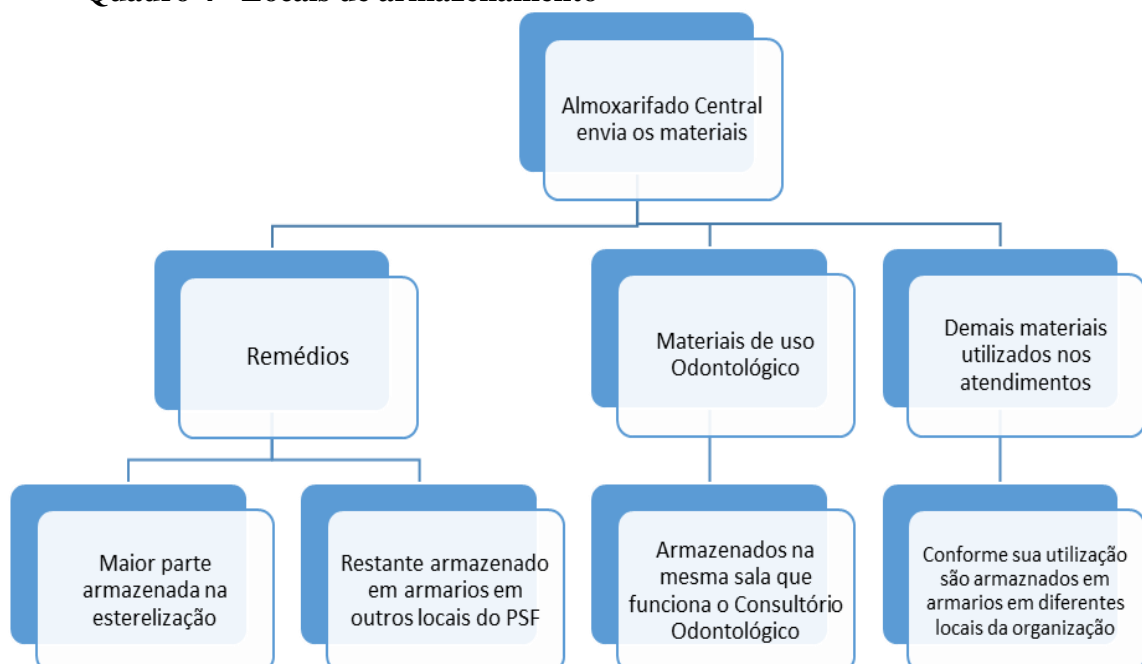 Almoxarifado Central
envia os materiais
Remédios
Materiais de uso
Odontológico
Demais materiais
utilizados nos
atendimentos
Maior parte
armazenada na
esterelização
Restante armazenado
em armarios em
outros locais do PSF
Armazenados na
mesma sala que
funciona o Consultório
Odontológico
Conforme sua utilização
são armaznados em
armarios em diferentes
locais da organização